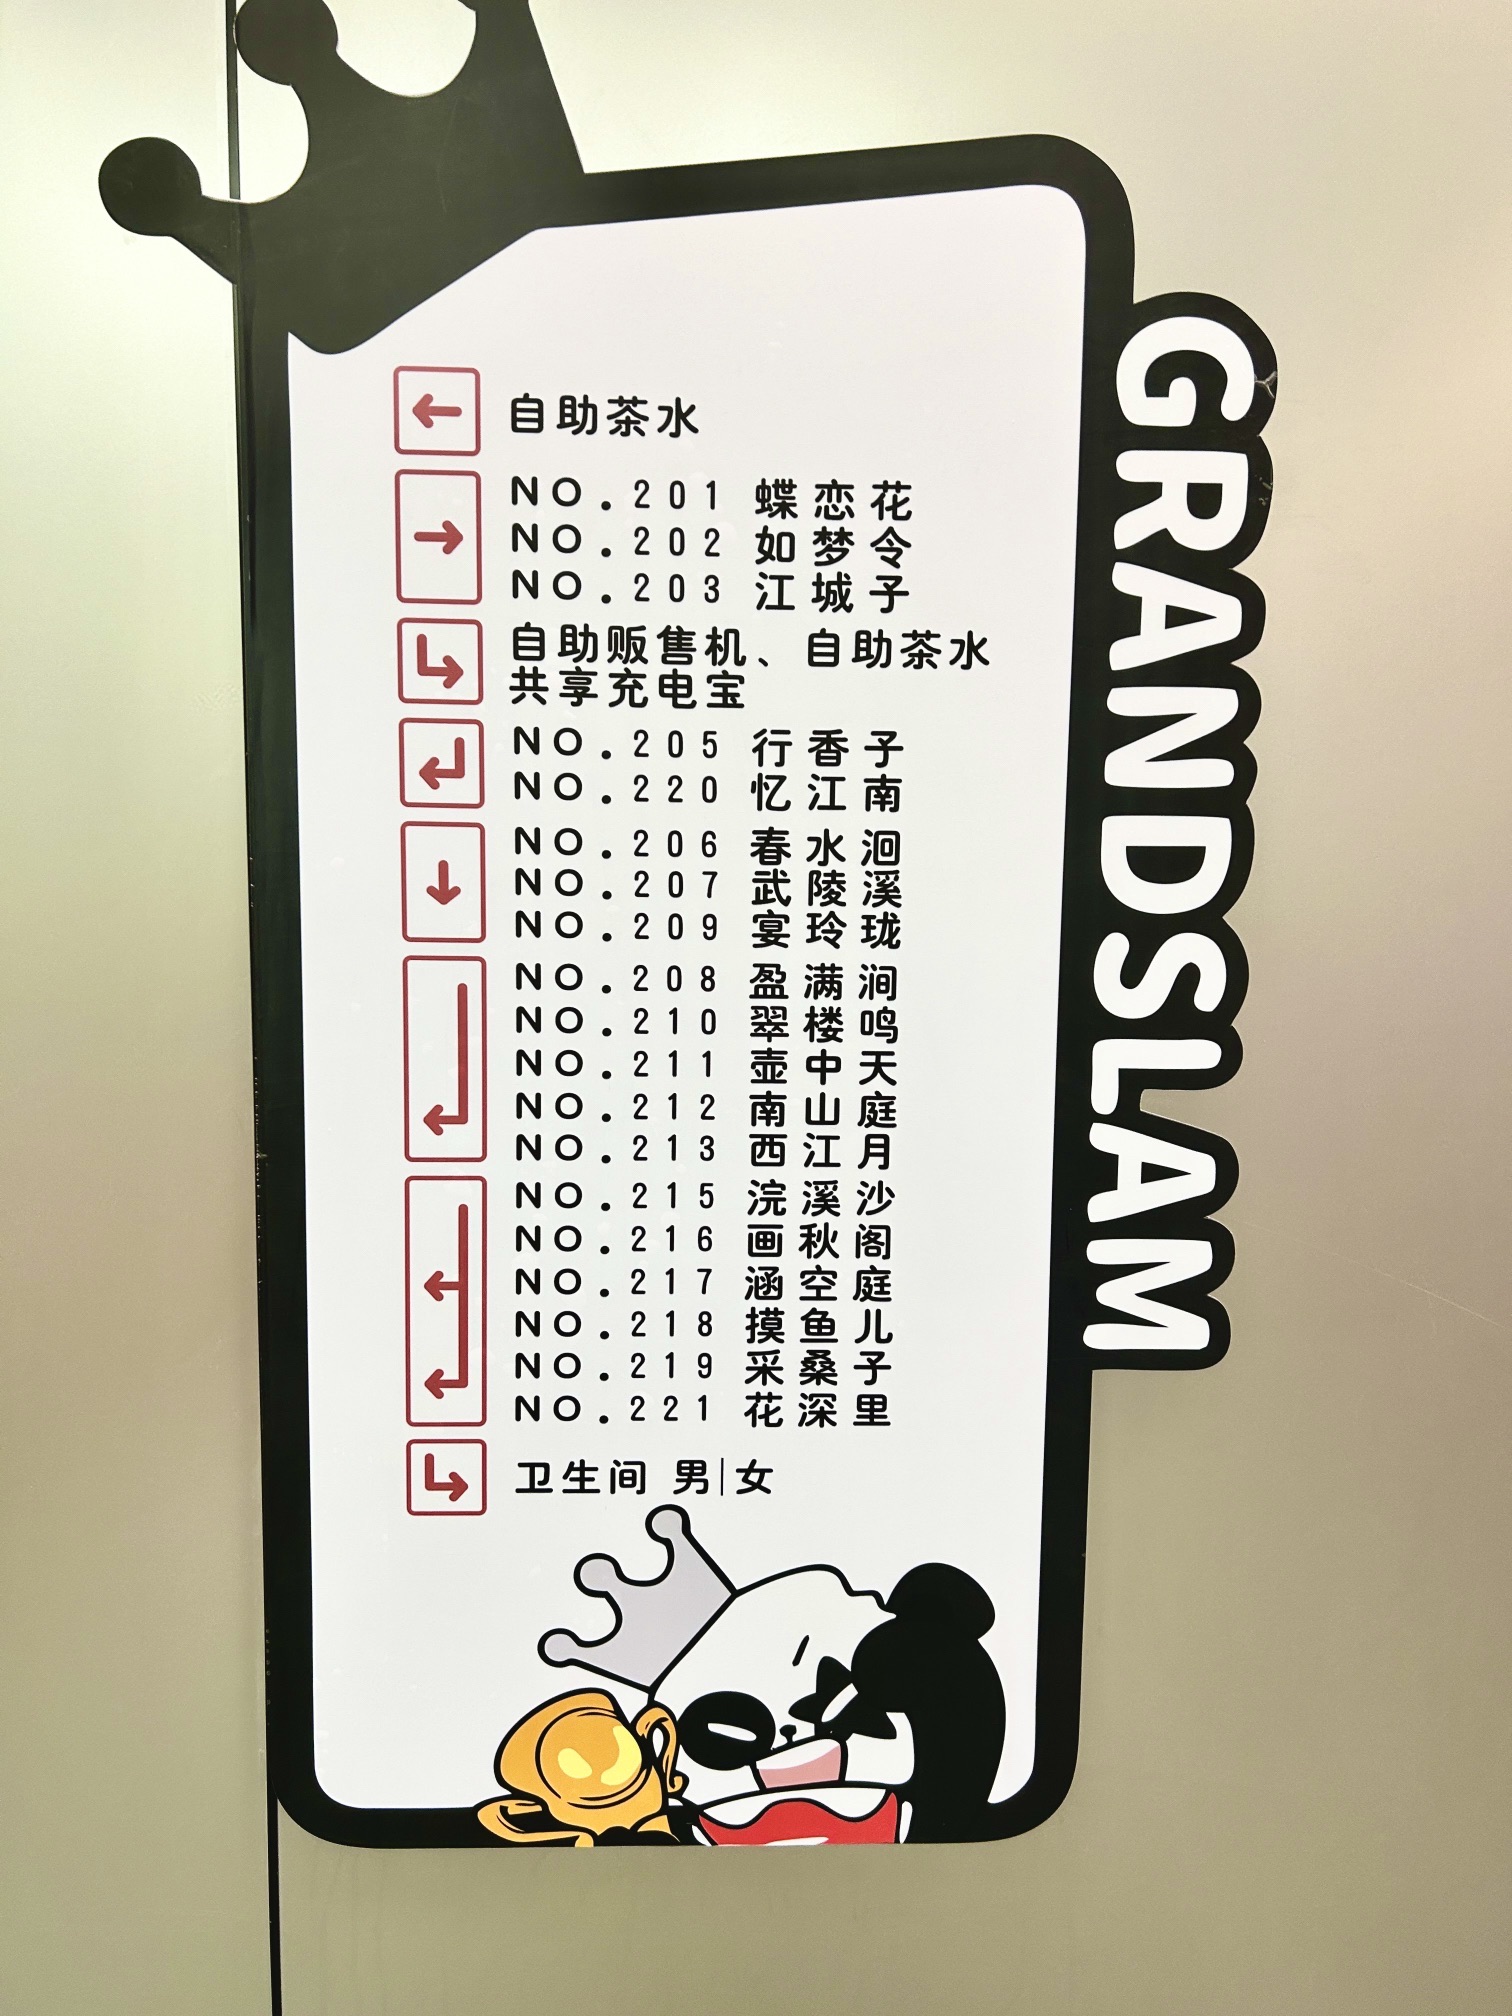 自助茶水
NO.201 蝶恋花
NO.202 如梦令
NO.203 江城子
自助贩售机、自助茶水
共享充电宝
NO.205 行香子
NO.220 忆江南
NO.206 春水洄
NO.207 武陵溪
NO.209 宴玲珑
NO.208 盈满涧
NO.210 翠楼鸣
NO.211 壶中天
NO.212 南山庭
NO.213 西江月
NO.215 浣溪沙
NO.216 画秋阁
NO.217 涵空庭
NO.218 摸鱼儿
NO.219 采桑子
NO.221 花深里
卫生间 男|女
GRANDSLAM